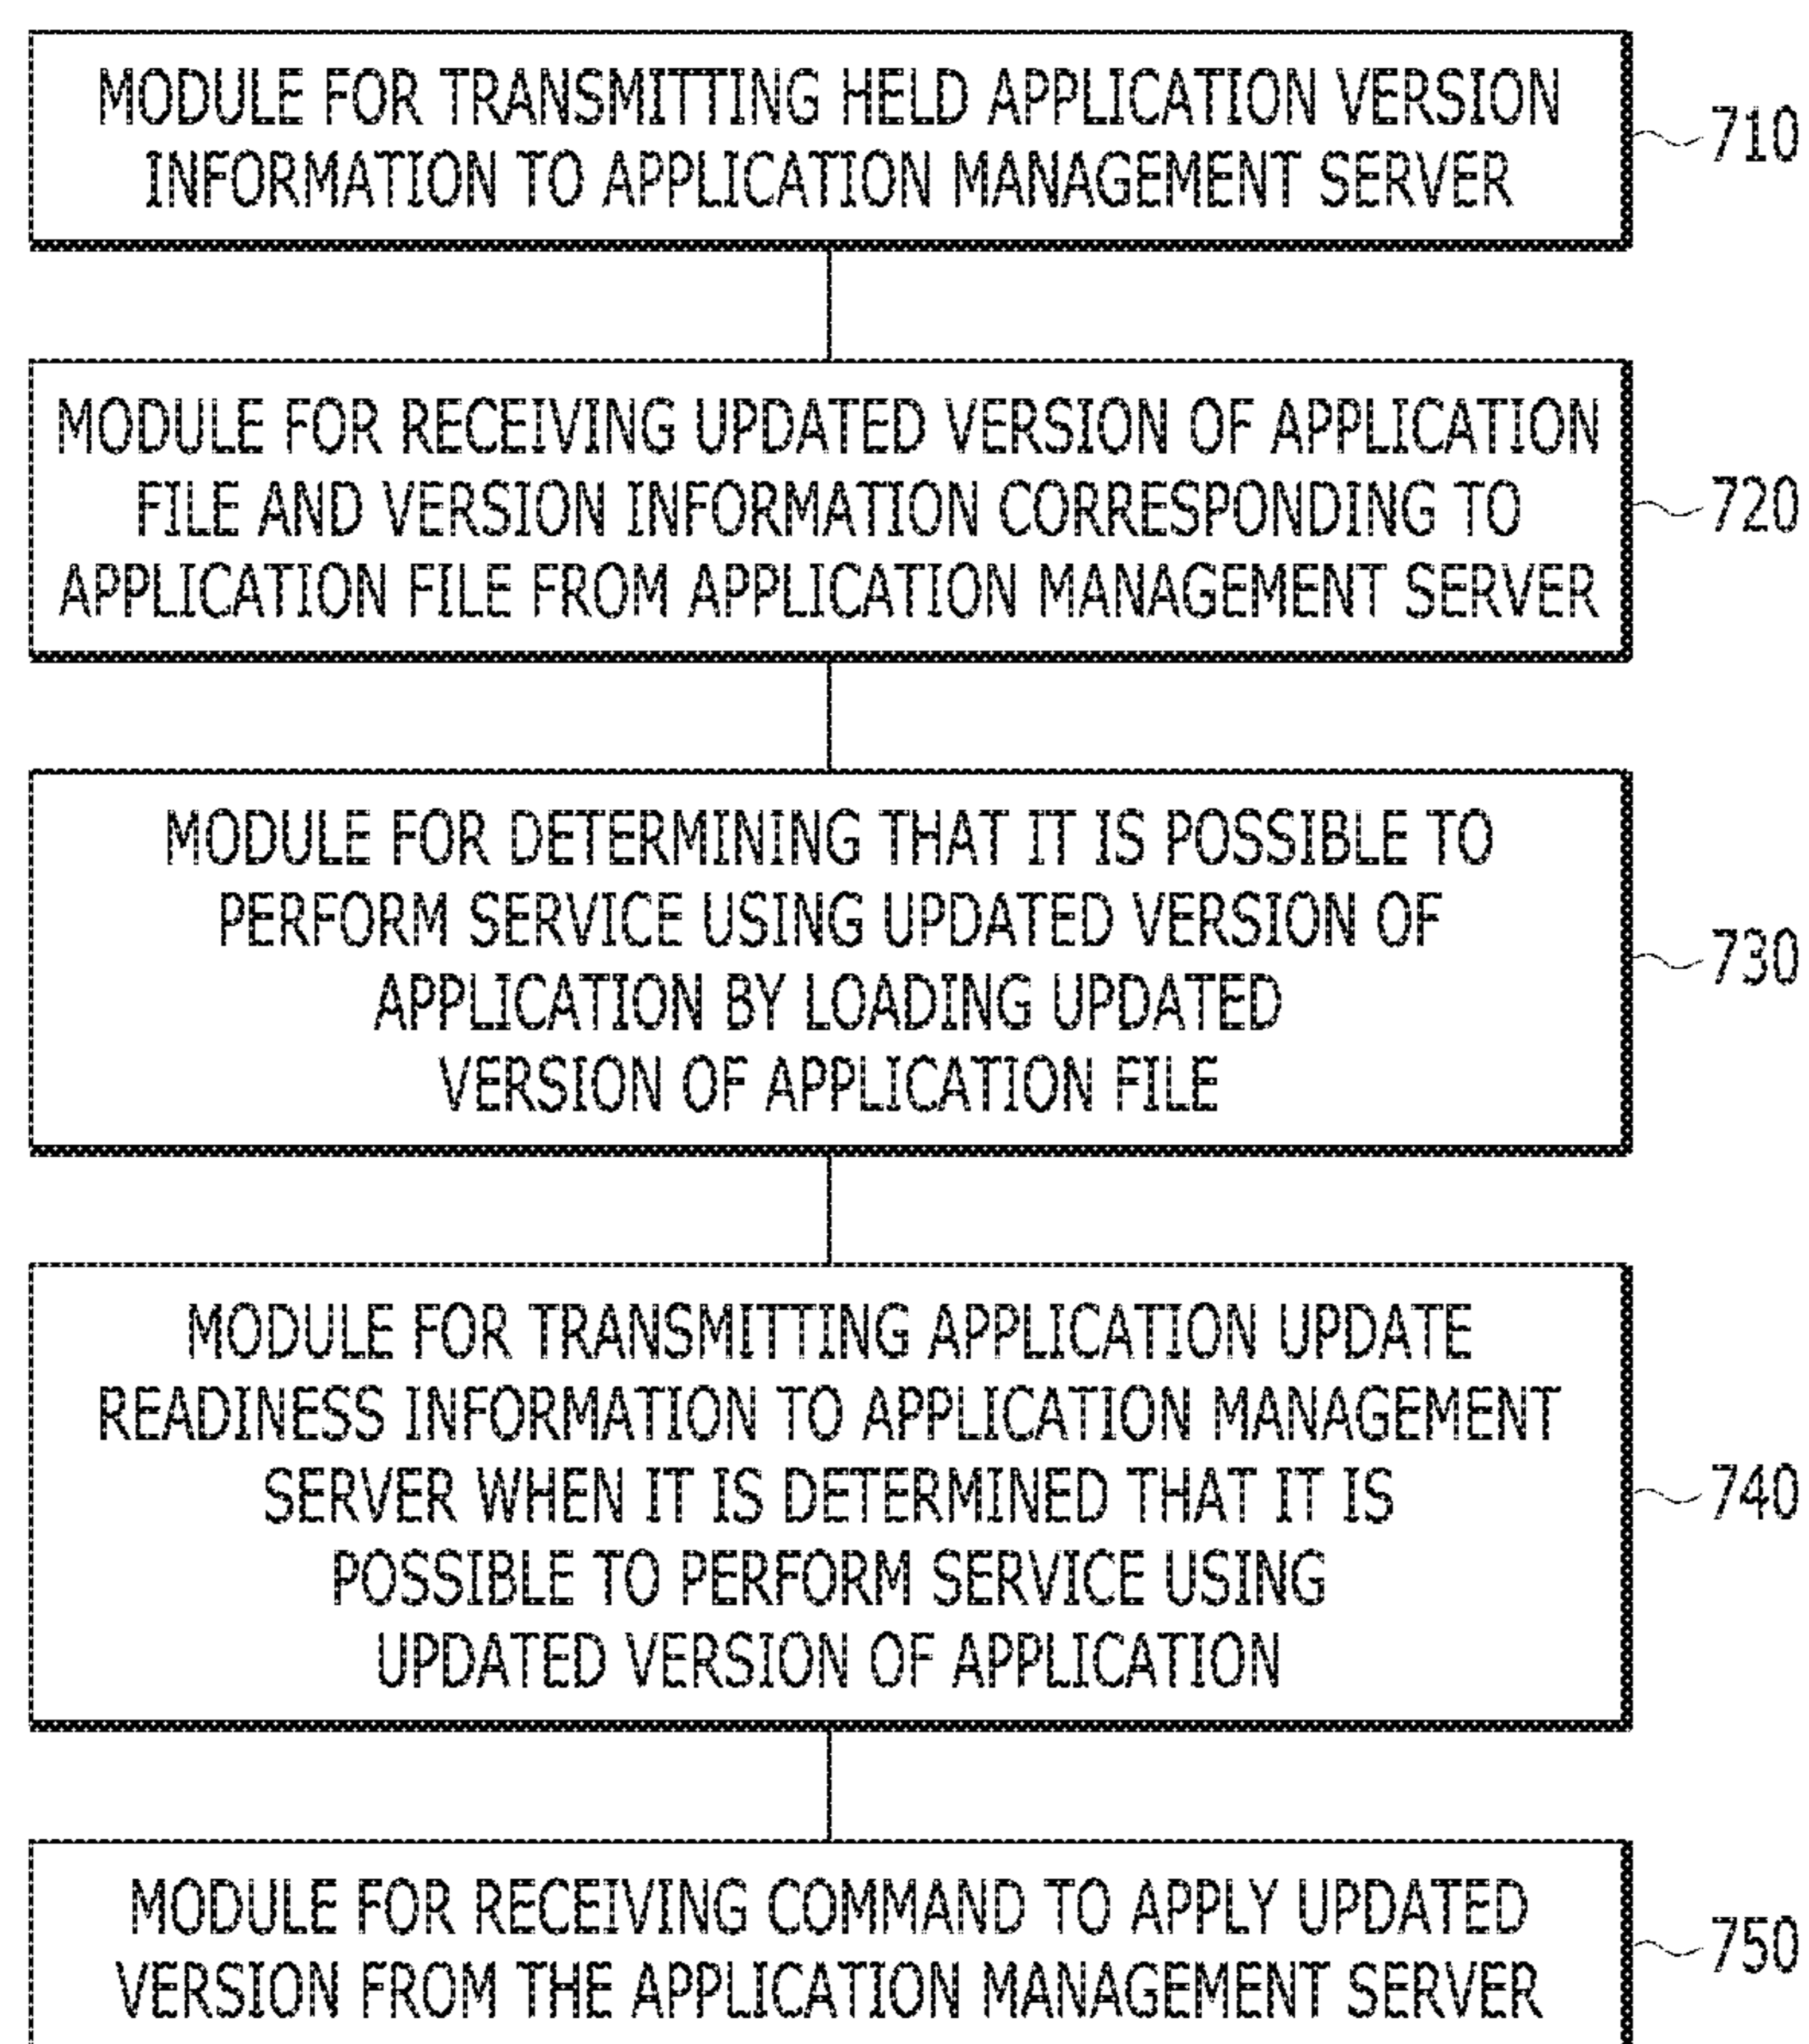 MODULE FOR TRANSMITTING HELD APPLICATION VERSION
INFORMATION TO APPLICATION MANAGEMENT SERVER
710
MODULE FOR RECEIVING UPDATED VERSION OF APPLICATION
FILE AND VERSION INFORMATION CORRESPONDING TO
APPLICATION FILE FROM APPLICATION MANAGEMENT SERVER
720
MODULE FOR DETERMINING THAT IT IS POSSIBLE TO
PERFORM SERVICE USING UPDATED VERSION OF
APPLICATION BY LOADING UPDATED
VERSION OF APPLICATION FILE
730
MODULE FOR TRANSMITTING APPLICATION UPDATE
READINESS INFORMATION TO APPLICATION MANAGEMENT
SERVER WHEN IT IS DETERMINED THAT IT IS
POSSIBLE TO PERFORM SERVICE USING
UPDATED VERSION OF APPLICATION
740
MODULE FOR RECEIVING COMMAND TO APPLY UPDATED
VERSION FROM THE APPLICATION MANAGEMENT SERVER
750